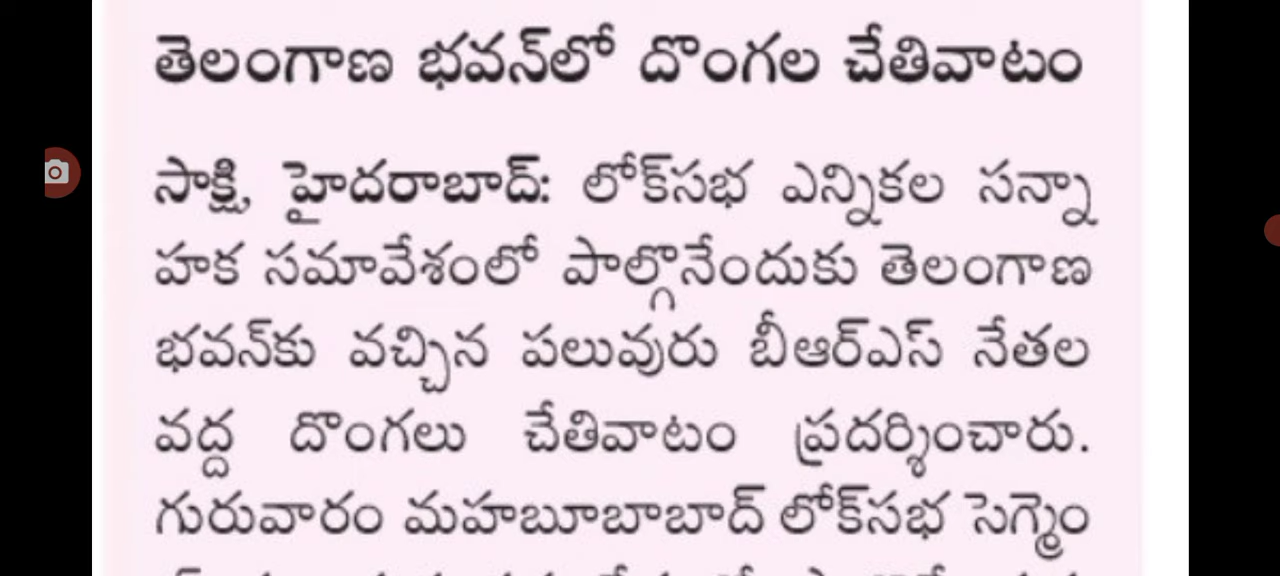 తెలంగాణ భవన్‌లో దొంగల చేతివాటం
సాక్షి, హైదరాబాద్: లోక్‌సభ ఎన్నికల సన్నా
హక సమావేశంలో పాల్గొనేందుకు తెలంగాణ
భవన్‌కు వచ్చిన పలువురు బీఆర్ఎస్ నేతల
వద్ద దొంగలు చేతివాటం ప్రదర్శించారు.
గురువారం మహబూబాబాద్ లోక్‌సభ సెగ్మెం